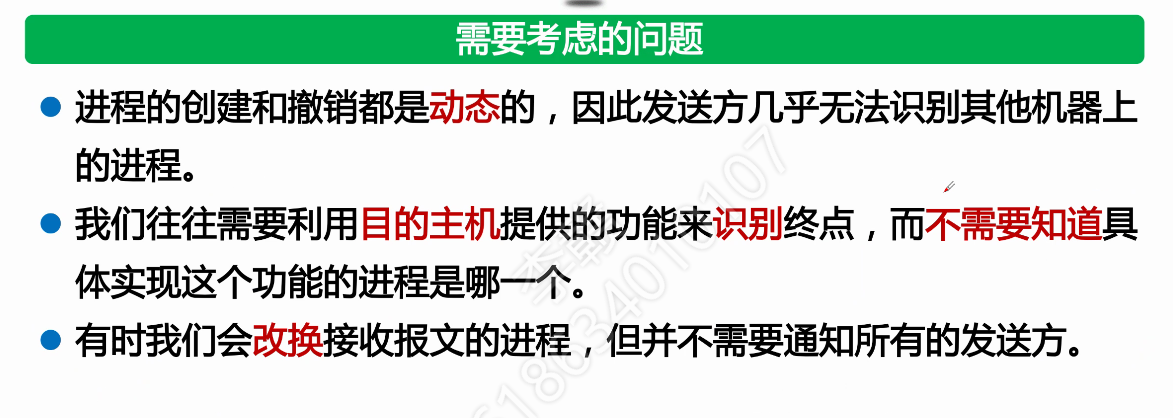 需要考虑的问题
进程的创建和撤销都是动态的，因此发送方几乎无法识别其他机器上
的进程。
我们往往需要利用目的主机提供的功能来识别终点，而不需要知道具
体实现这个功能的进程是哪一个。
有时我们会改换接收报文的进程，但并不需要通知所有的发送方。